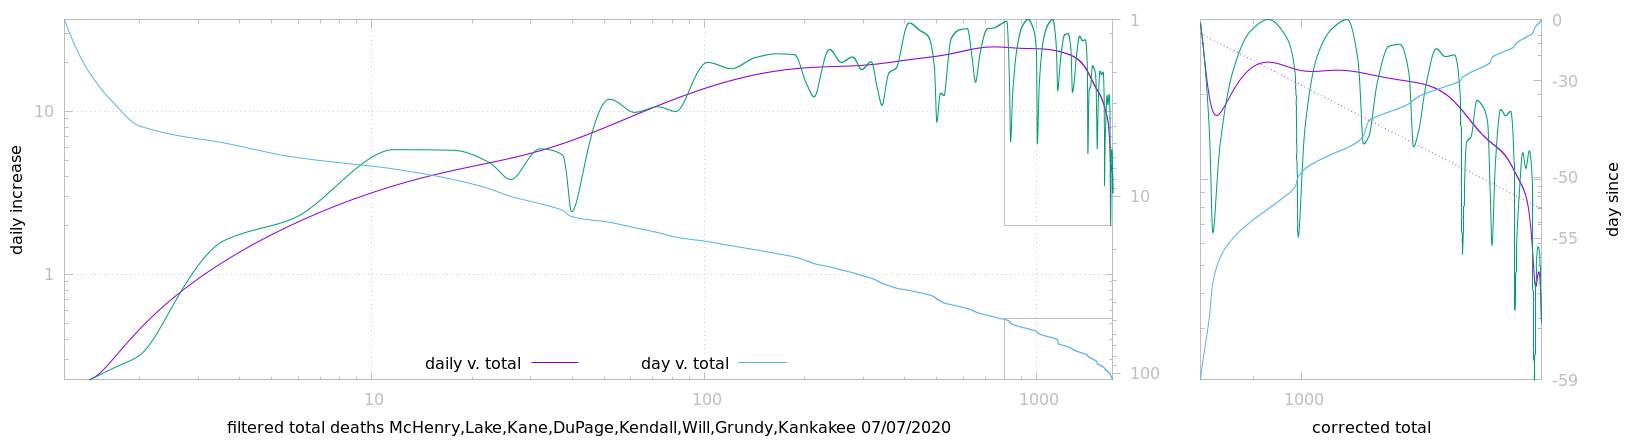 1
0
10
-30
daily increase
-50
10
day since
-55
1
daily v. total
day v. total
100
-59
10
100
1000
1000
filtered total deaths McHenry,Lake,Kane,DuPage,Kendall,Will,Grundy,Kankakee 07/07/2020
corrected total